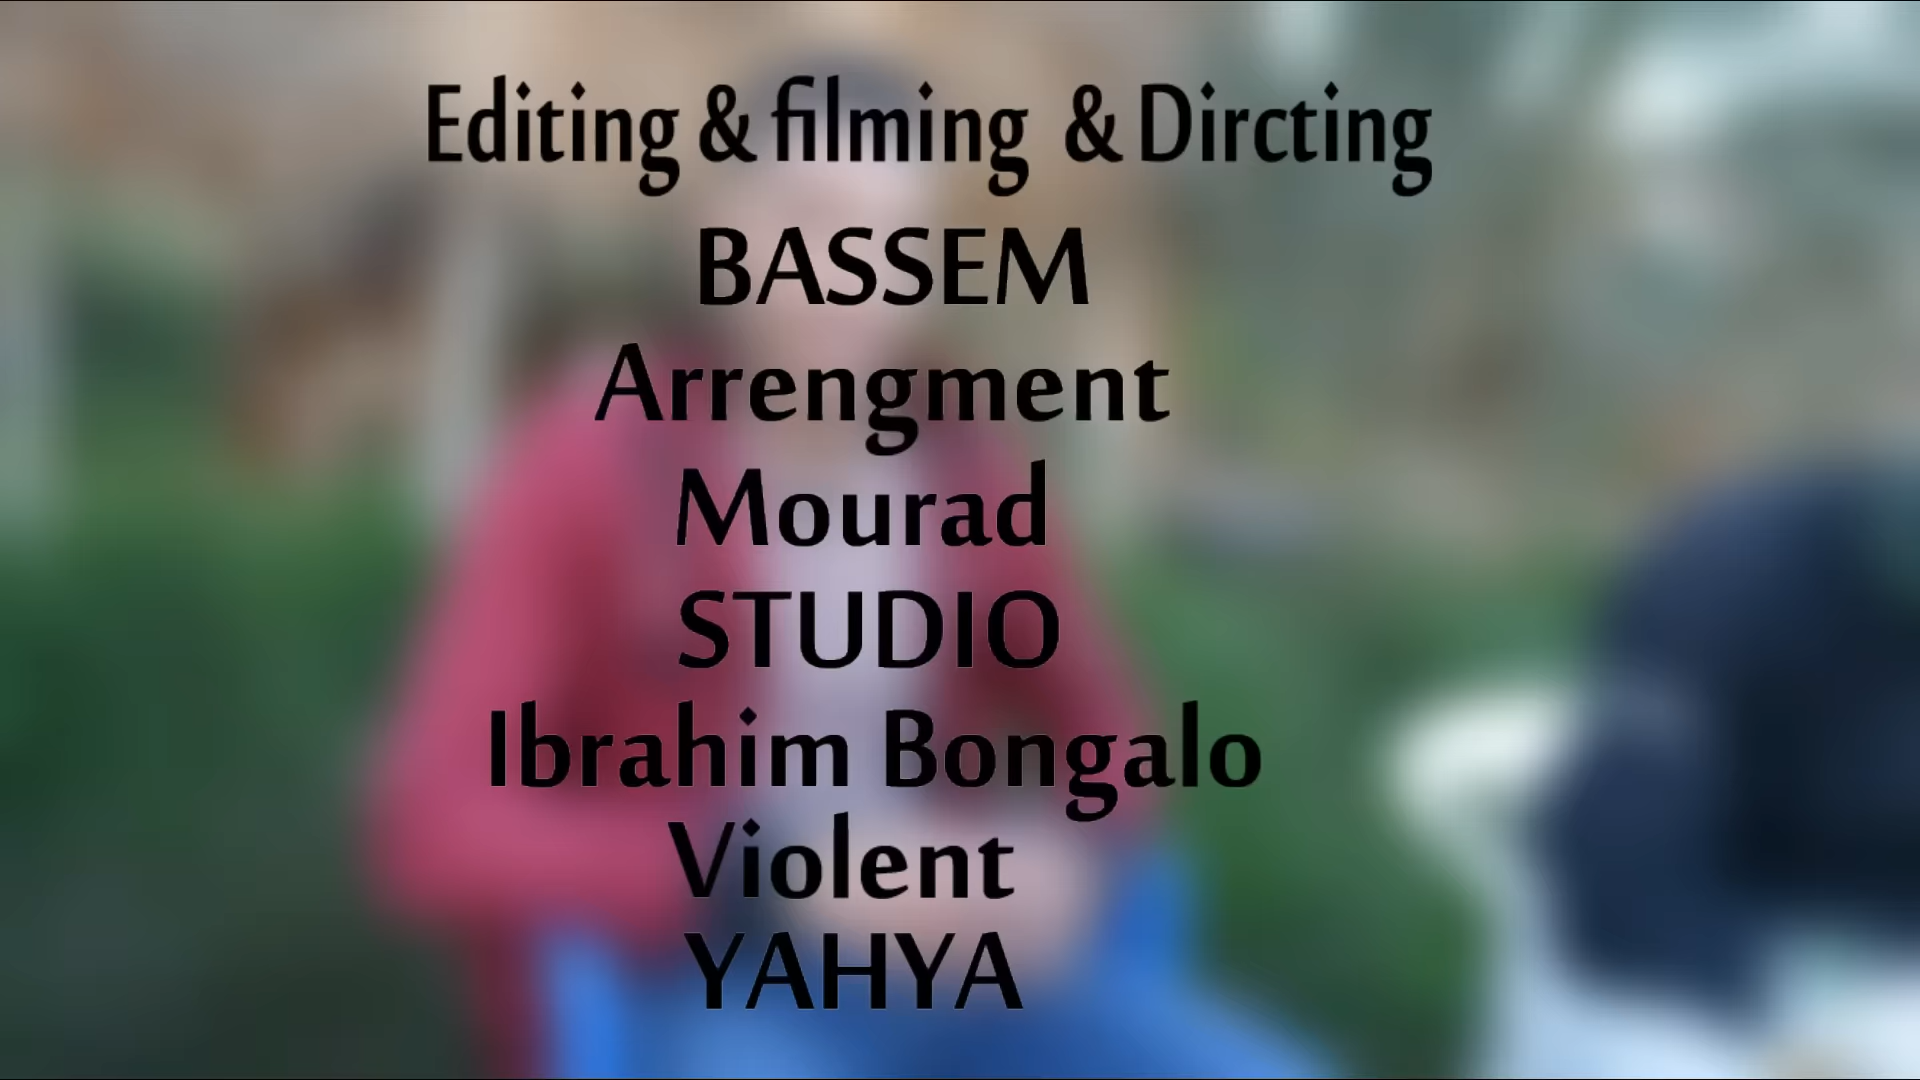 Editing & filming & Dircting
BASSEM
Arrengment
Mourad
STUDIO
Ibrahim Bongalo
Violent
YAHYA